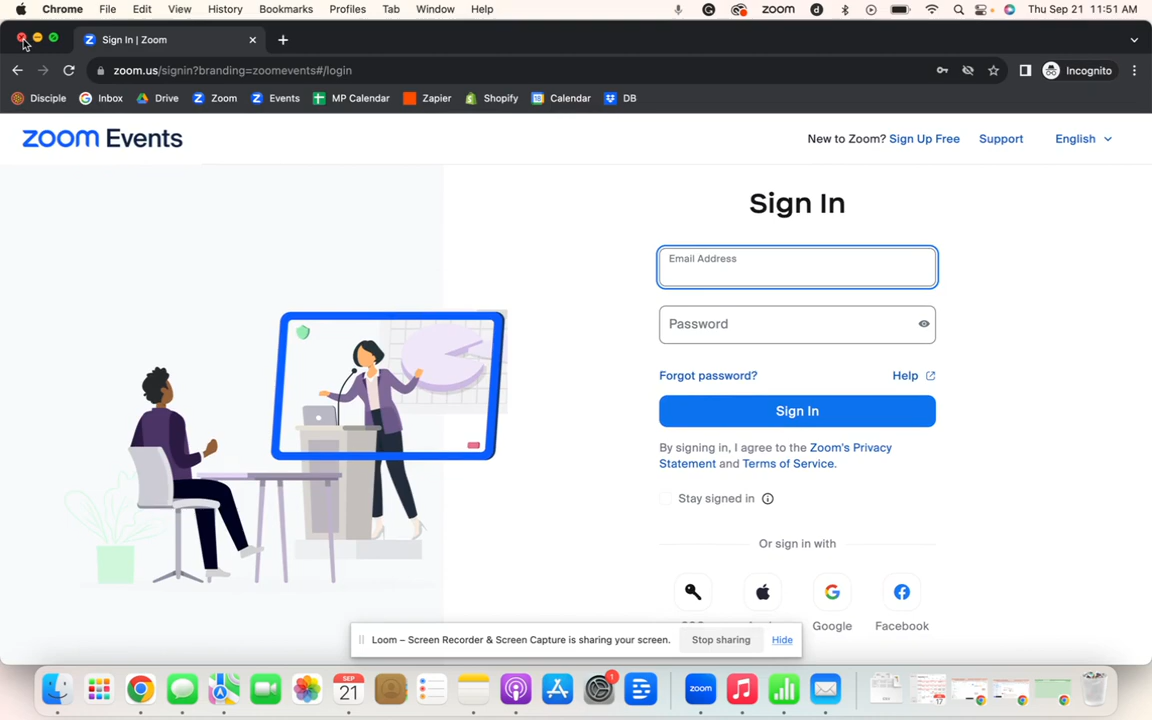 Chrome File Edit View History Bookmarks Profiles Tab Window Help zoom d Thu Sep 21 11:51 AM
Z Sign In | Zoom
zoom.us/signin?branding=zoomevents#/login Incognito
Disciple Inbox Drive Zoom Events MP Calendar Zapier Shopify Calendar DB
zoom Events New to Zoom? Sign Up Free Support English
Sign In
Email Address
Password
Forgot password? Help
Sign In
By signing in, I agree to the Zoom's Privacy
Statement and Terms of Service.
Stay signed in
Or sign in with
Google Facebook
Loom – Screen Recorder & Screen Capture is sharing your screen. Stop sharing Hide
SEP
21
1
zoom